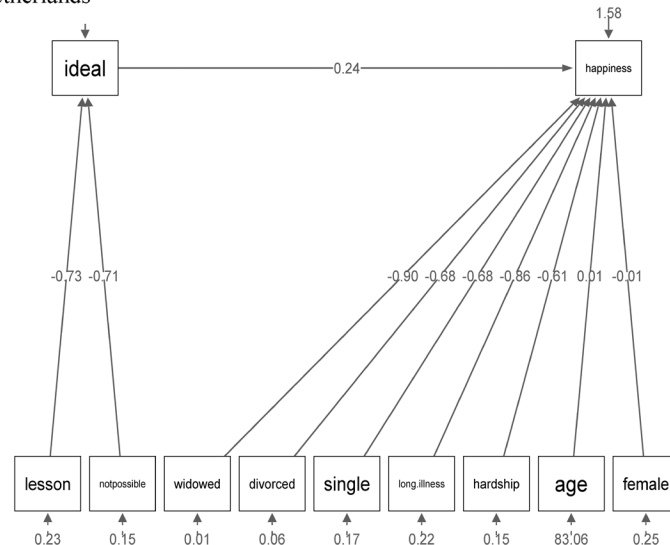 1.58
ideal
happiness
0.24
-0.73 -0.71
-0.90 -0.68 -0.68 -0.86 -0.61 0.01 -0.01
lesson notpossible widowed divorced single long.illness hardship age female
0.23 0.15 0.01 0.06 0.17 0.22 0.15 83.06 0.25